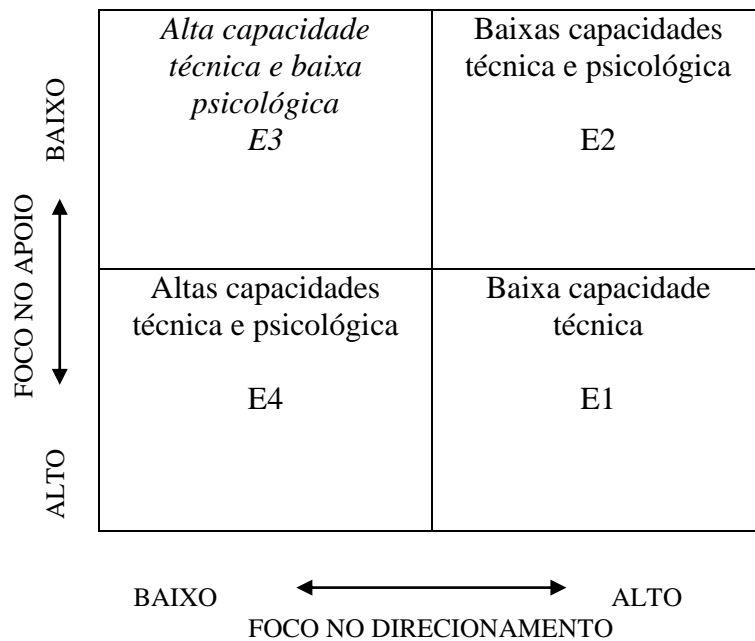 Alta capacidade
técnica e baixa
psicológica
E3
Baixas capacidades
técnica e psicológica
E2
BAIXO
FOCO NO APOIO
ALTO
Altas capacidades
técnica e psicológica
E4
Baixa capacidade
técnica
E1
BAIXO
ALTO
FOCO NO DIRECIONAMENTO